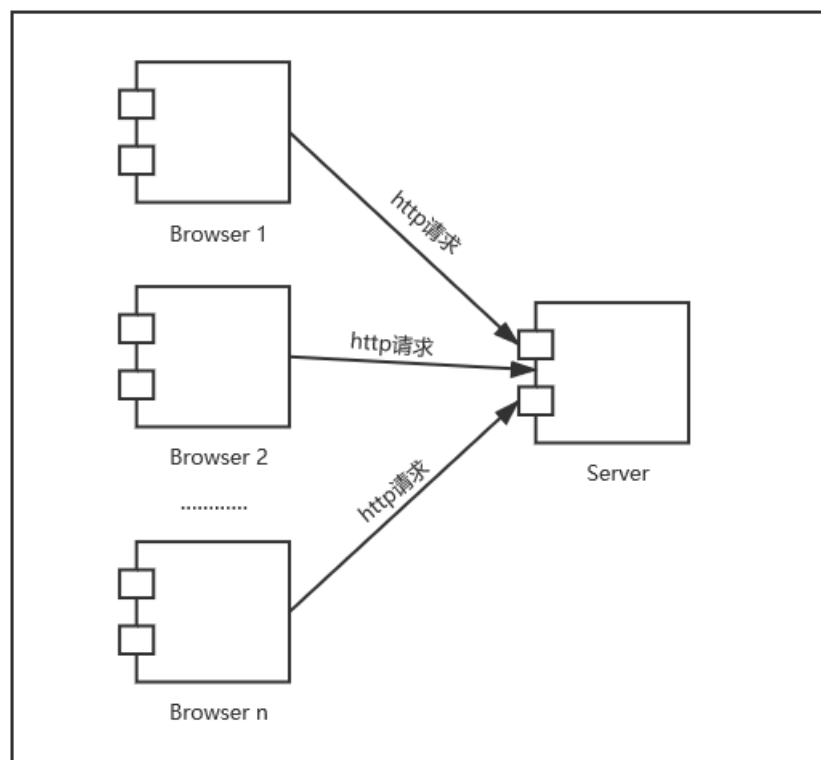 http请求
Browser 1
http请求
Browser 2
Server
............
http请求
Browser n